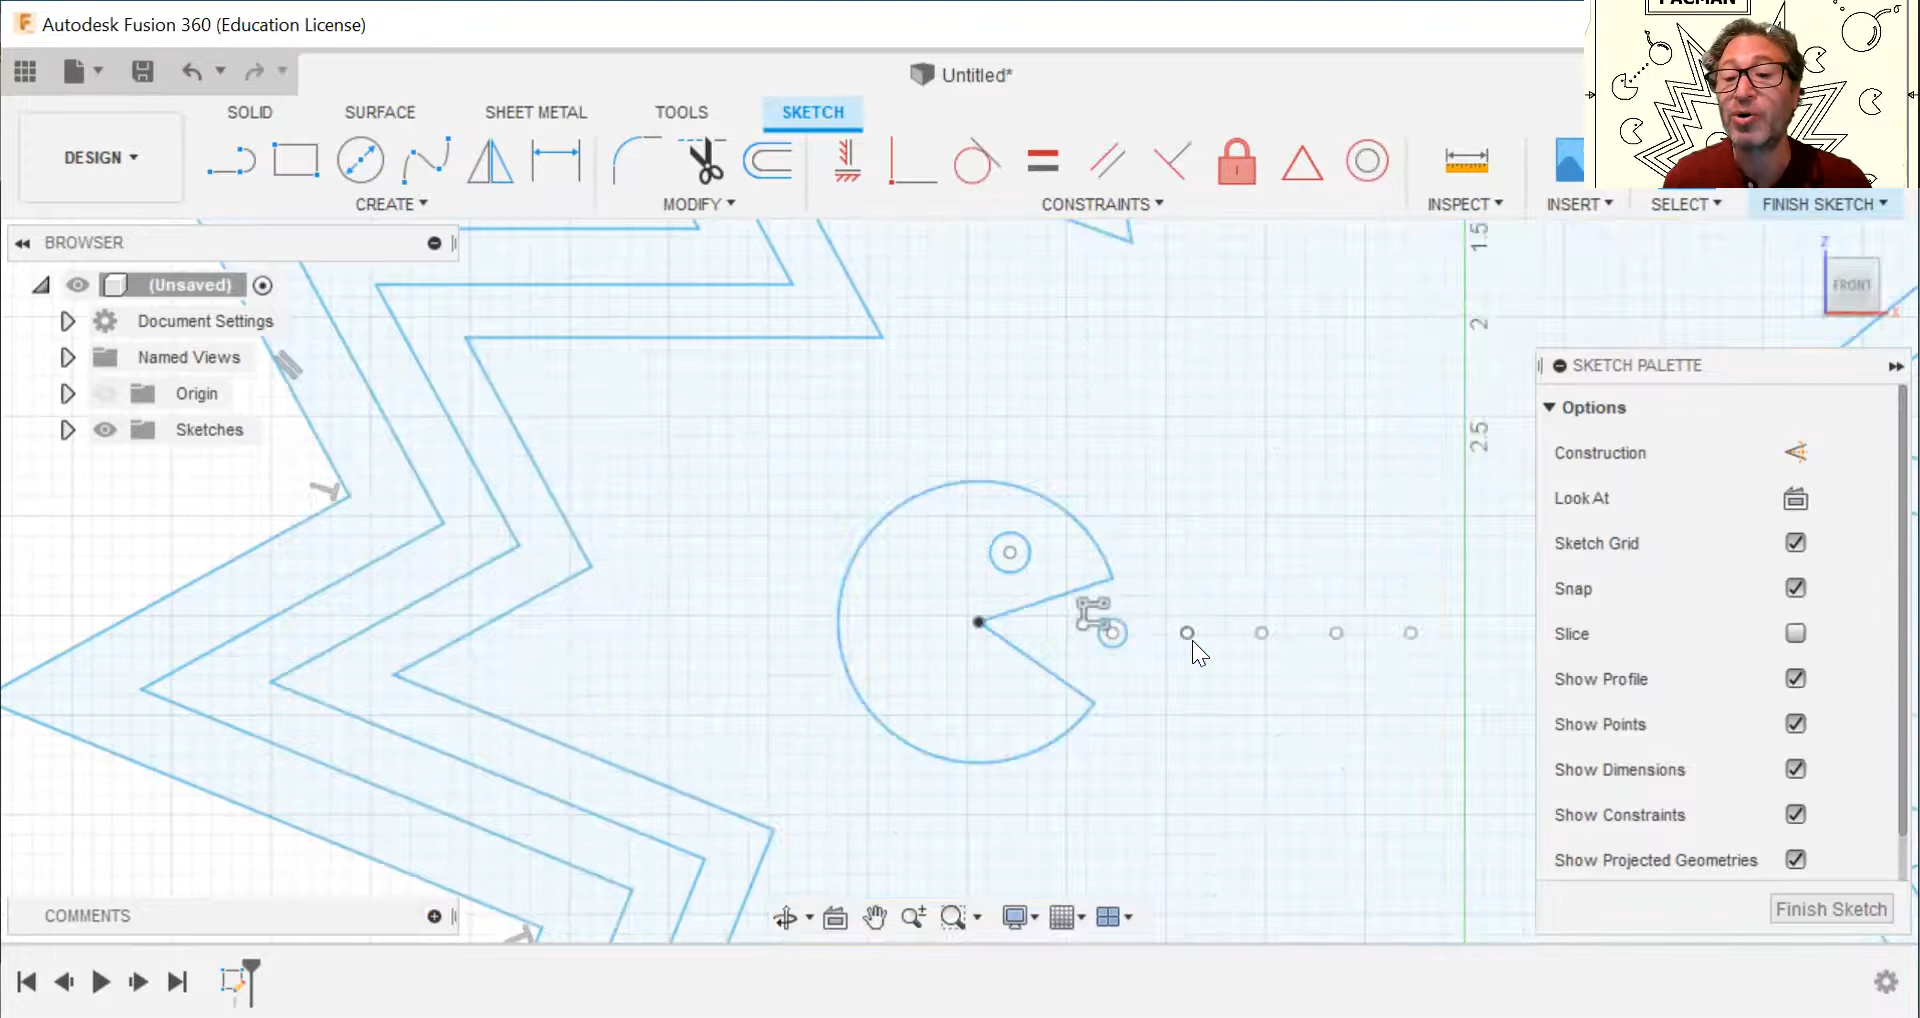 Autodesk Fusion 360 (Education License)
PACMAN
Untitled*
SOLID
SURFACE
SHEET METAL
TOOLS
SKETCH
DESIGN
CREATE
MODIFY
CONSTRAINTS
INSPECT
INSERT
SELECT
FINISH SKETCH
BROWSER
(Unsaved)
Document Settings
Named Views
Origin
Sketches
1.5
2
2.5
Z
FRONT
X
SKETCH PALETTE
Options
Construction
Look At
Sketch Grid
Snap
Slice
Show Profile
Show Points
Show Dimensions
Show Constraints
Show Projected Geometries
Finish Sketch
COMMENTS